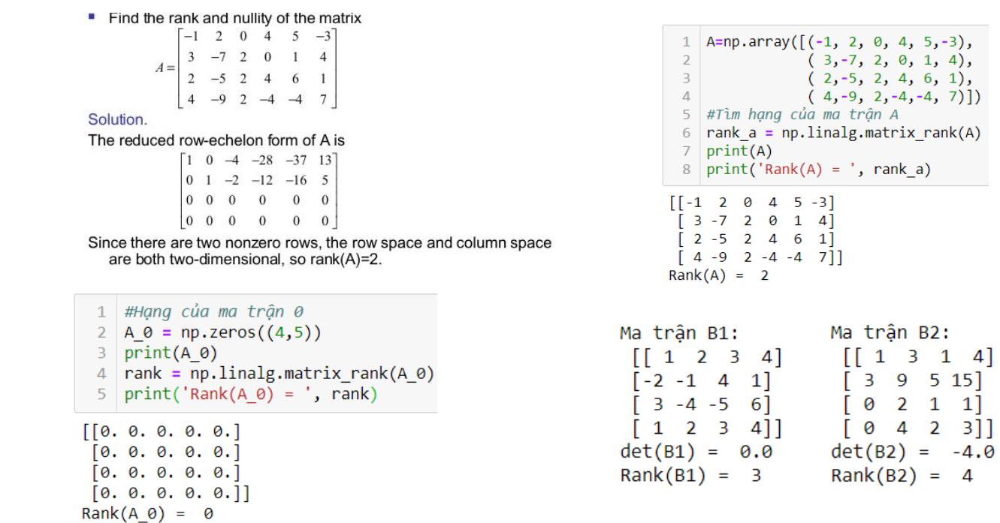 ▪ Find the rank and nullity of the matrix
A = [−1 2 0 4 5 −3
3 −7 2 0 1 4
2 −5 2 4 6 1
4 −9 2 −4 −4 7]
Solution.
The reduced row-echelon form of A is
[1 0 −4 −28 −37 13
0 1 −2 −12 −16 5
0 0 0 0 0 0
0 0 0 0 0 0]
Since there are two nonzero rows, the row space and column space
are both two-dimensional, so rank(A)=2.
1 #Hạng của ma trận 0
2 A_0 = np.zeros((4,5))
3 print(A_0)
4 rank = np.linalg.matrix_rank(A_0)
5 print('Rank(A_0) = ', rank)
[[0. 0. 0. 0. 0.]
[0. 0. 0. 0. 0.]
[0. 0. 0. 0. 0.]
[0. 0. 0. 0. 0.]]
Rank(A_0) = 0
1 A=np.array([(-1, 2, 0, 4, 5,-3),
2 ( 3,-7, 2, 0, 1, 4),
3 ( 2,-5, 2, 4, 6, 1),
4 ( 4,-9, 2,-4,-4, 7)])
5 #Tìm hạng của ma trận A
6 rank_a = np.linalg.matrix_rank(A)
7 print(A)
8 print('Rank(A) = ', rank_a)
[[-1 2 0 4 5 -3]
[ 3 -7 2 0 1 4]
[ 2 -5 2 4 6 1]
[ 4 -9 2 -4 -4 7]]
Rank(A) = 2
Ma trận B1:
[[ 1 2 3 4]
[-2 -1 4 1]
[ 3 -4 -5 6]
[ 1 2 3 4]]
det(B1) = 0.0
Rank(B1) = 3
Ma trận B2:
[[ 1 3 1 4]
[ 3 9 5 15]
[ 0 2 1 1]
[ 0 4 2 3]]
det(B2) = -4.0
Rank(B2) = 4